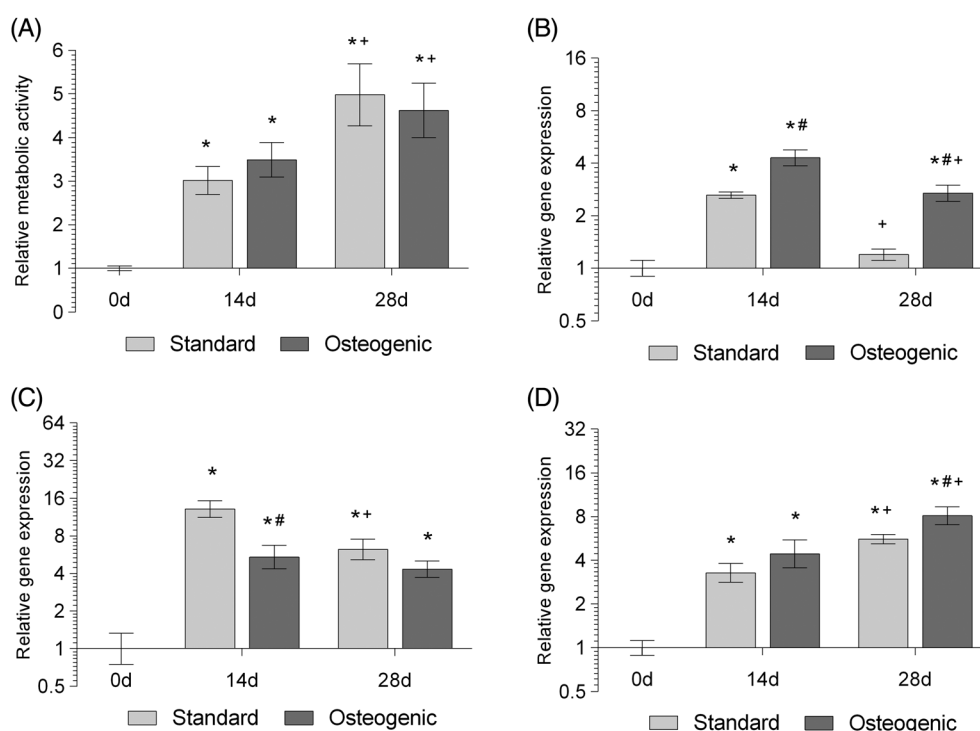 (A)
Relative metabolic activity
6
5
4
3
2
1
0
*
*
*+
*+
0d 14d 28d
Standard Osteogenic
(B)
Relative gene expression
16
8
4
2
1
0.5
*
*#
+
*#+
0d 14d 28d
Standard Osteogenic
(C)
Relative gene expression
64
32
16
8
4
2
1
0.5
*
*#
*+
*
0d 14d 28d
Standard Osteogenic
(D)
Relative gene expression
32
16
8
4
2
1
0.5
*
*
*+
*#+
0d 14d 28d
Standard Osteogenic